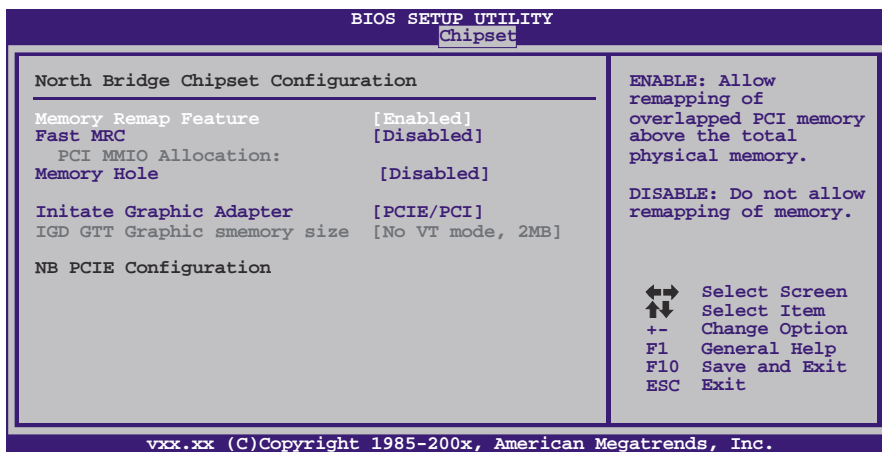 BIOS SETUP UTILITY
Chipset
North Bridge Chipset Configuration
Memory Remap Feature [Enabled]
Fast MRC [Disabled]
PCI MMIO Allocation:
Memory Hole [Disabled]
Initate Graphic Adapter [PCIE/PCI]
IGD GTT Graphic smemory size [No VT mode, 2MB]
NB PCIE Configuration
ENABLE: Allow
remapping of
overlapped PCI memory
above the total
physical memory.
DISABLE: Do not allow
remapping of memory.
Select Screen
Select Item
+- Change Option
F1 General Help
F10 Save and Exit
ESC Exit
vxx.xx (C)Copyright 1985-200x, American Megatrends, Inc.